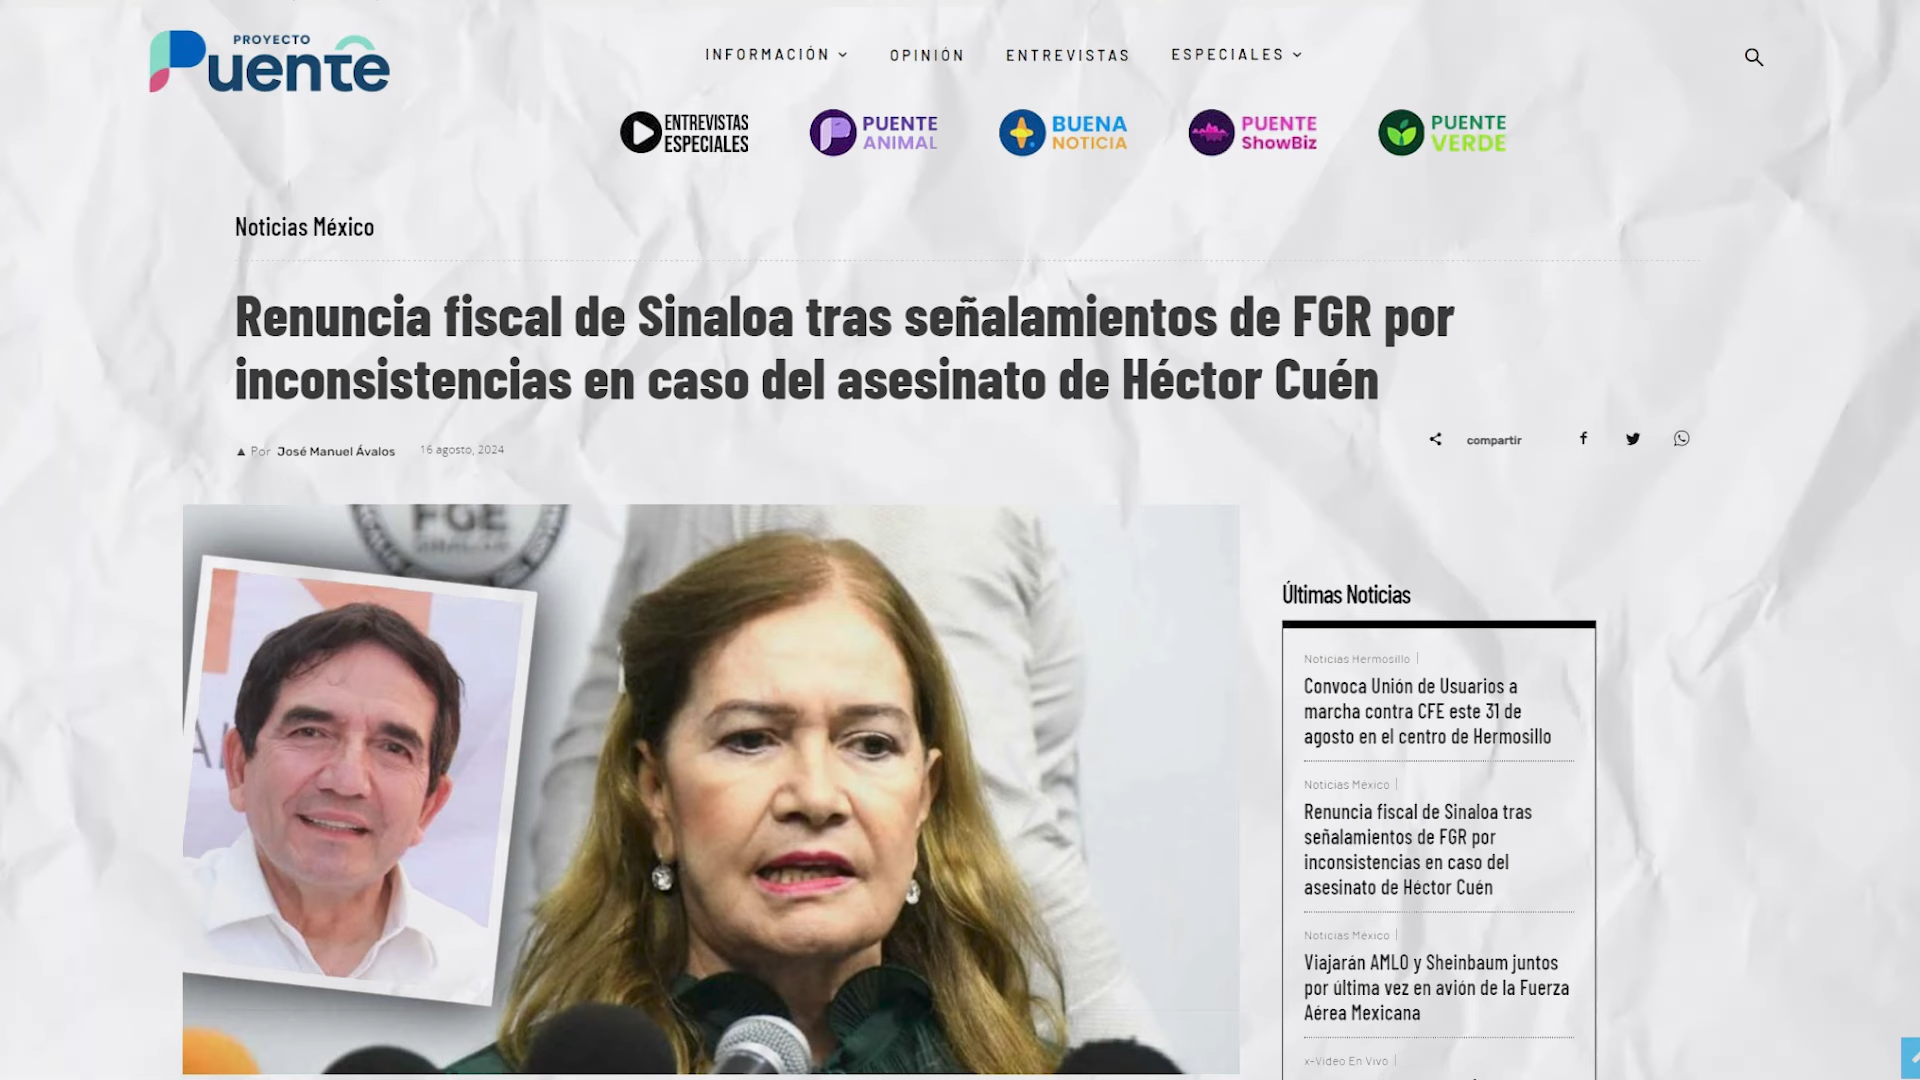 PROYECTO
Puente
INFORMACIÓN
OPINIÓN
ENTREVISTAS
ESPECIALES
ENTREVISTAS
ESPECIALES
PUENTE
ANIMAL
BUENA
NOTICIA
PUENTE
ShowBiz
PUENTE
VERDE
Noticias México
Renuncia fiscal de Sinaloa tras señalamientos de FGR por
inconsistencias en caso del asesinato de Héctor Cuén
▲ Por José Manuel Ávalos 16 agosto, 2024
compartir
FGE
Últimas Noticias
Noticias Hermosillo
Convoca Unión de Usuarios a
marcha contra CFE este 31 de
agosto en el centro de Hermosillo
Noticias México
Renuncia fiscal de Sinaloa tras
señalamientos de FGR por
inconsistencias en caso del
asesinato de Héctor Cuén
Noticias México
Viajarán AMLO y Sheinbaum juntos
por última vez en avión de la Fuerza
Aérea Mexicana
x-Video En Vivo